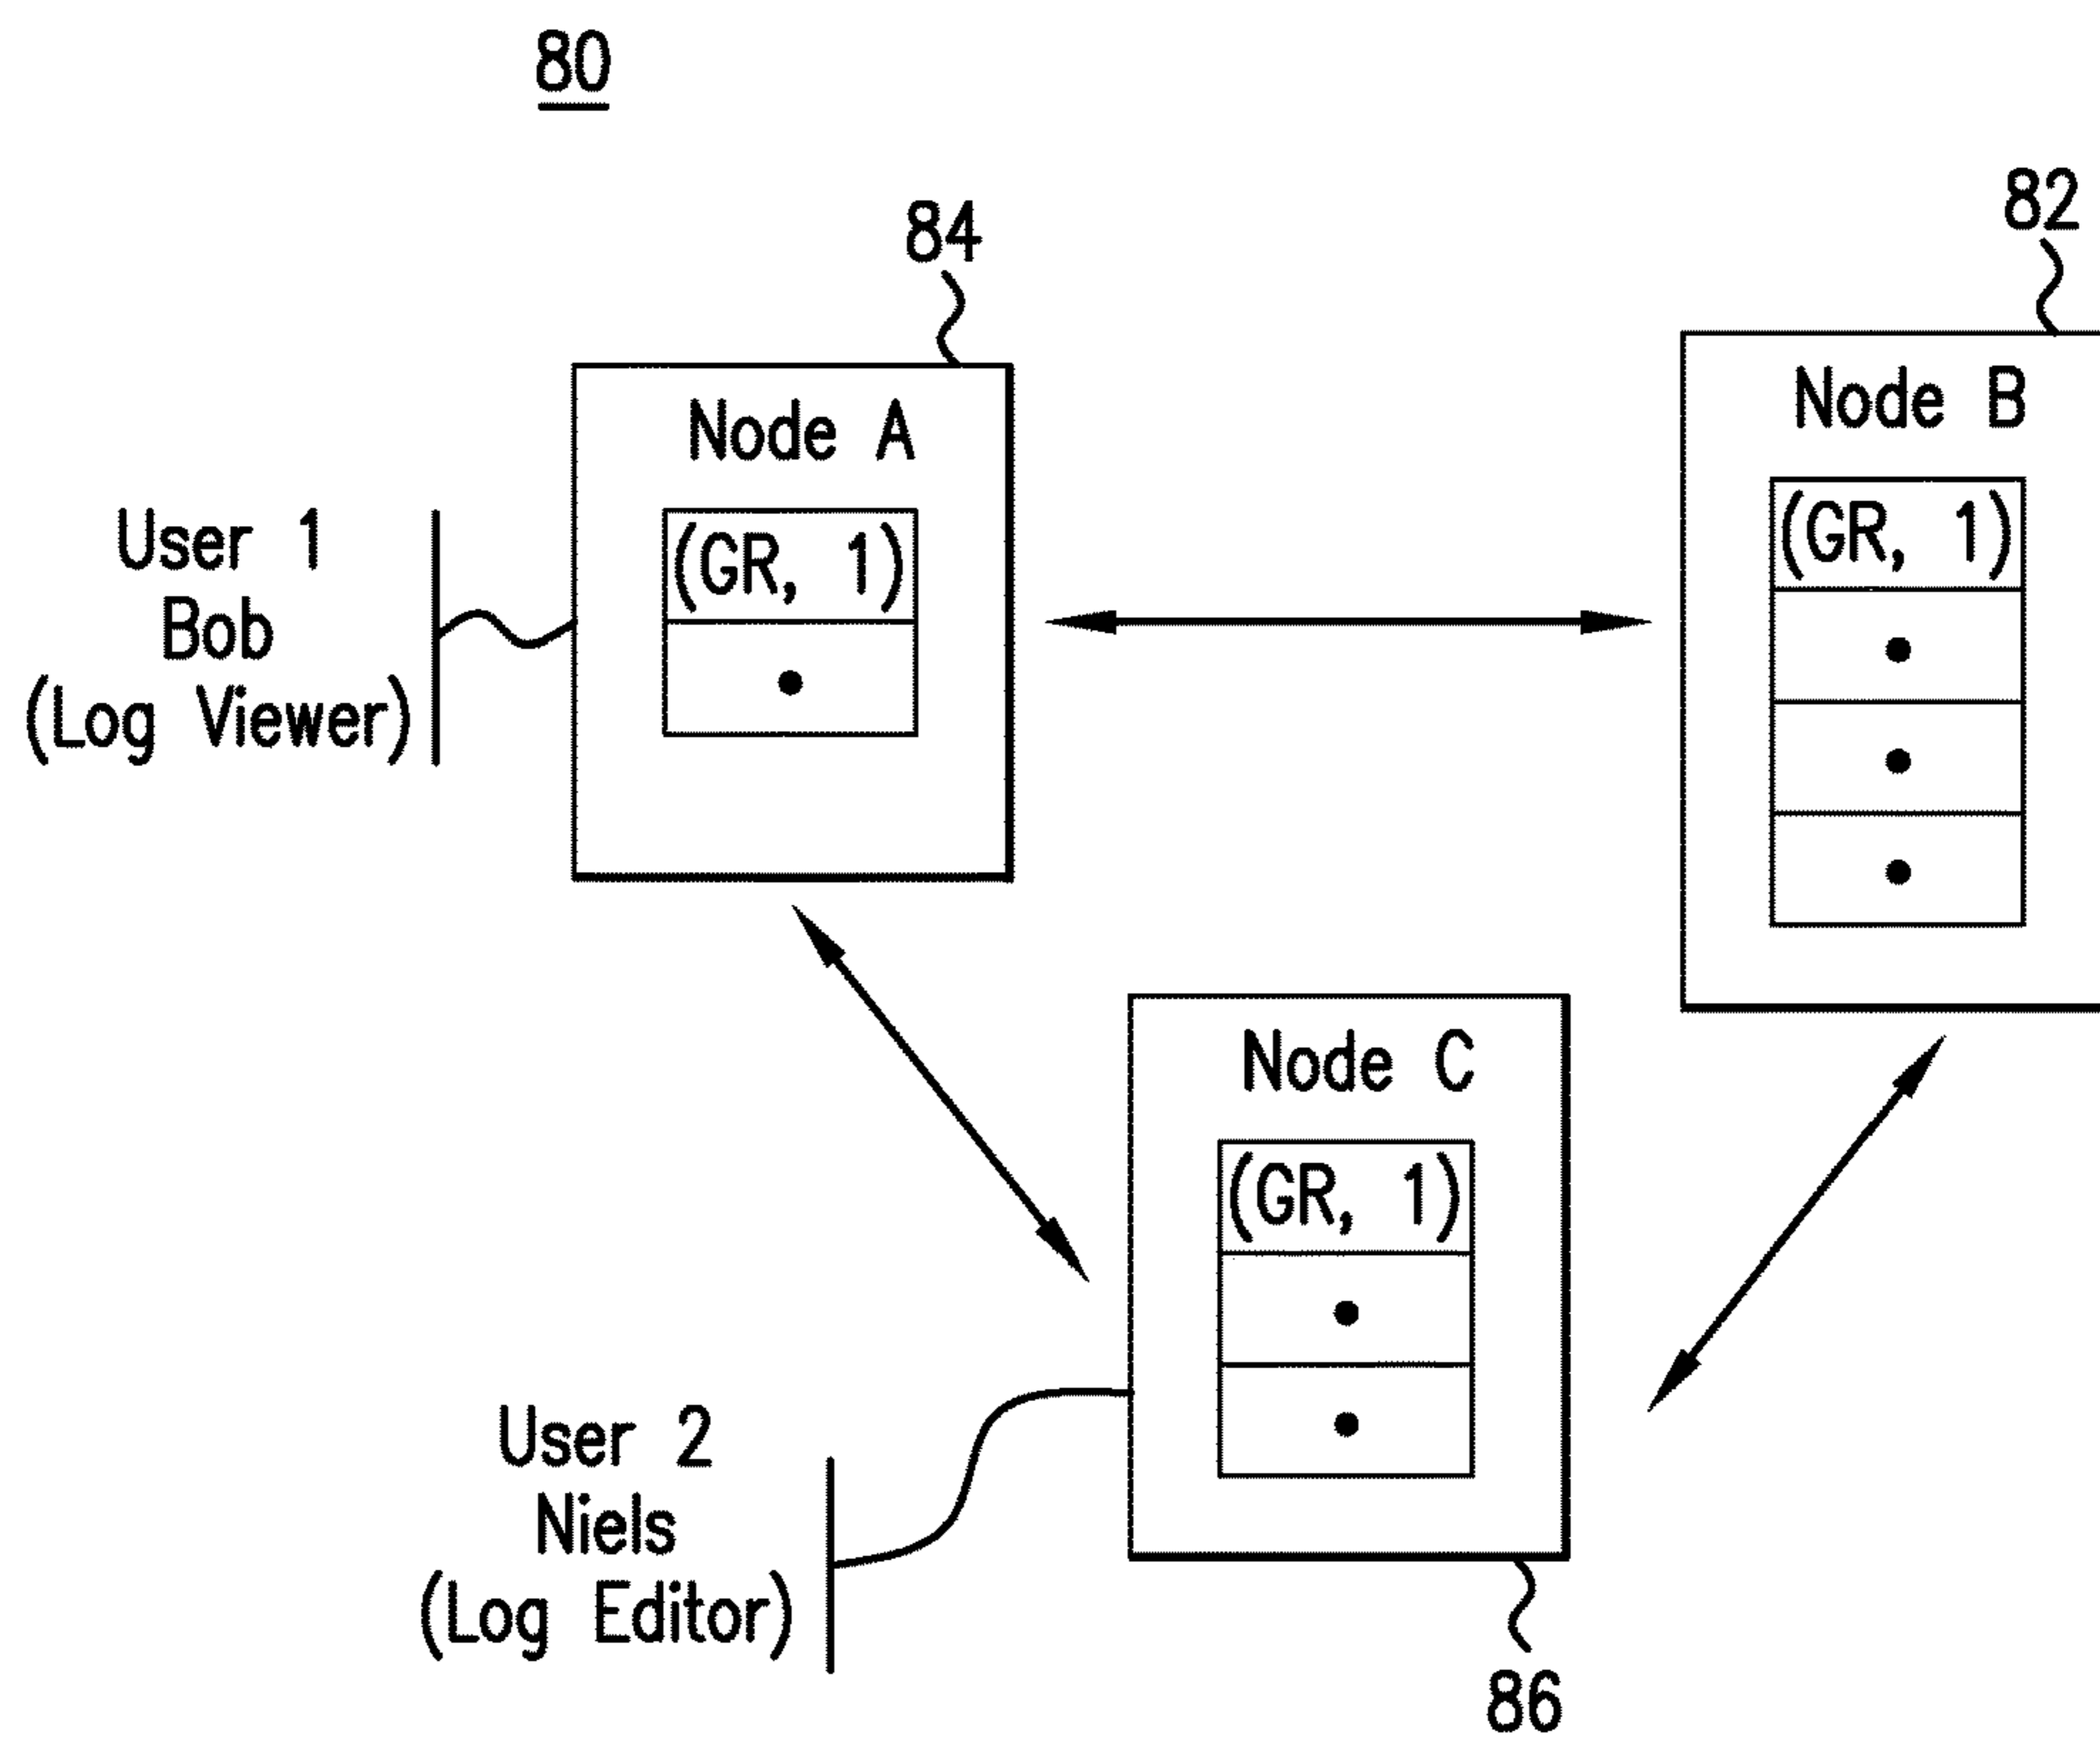 80
84
82
Node A
(GR, 1)
Node B
(GR, 1)
User 1
Bob
(Log Viewer)
Node C
(GR, 1)
User 2
Niels
(Log Editor)
86